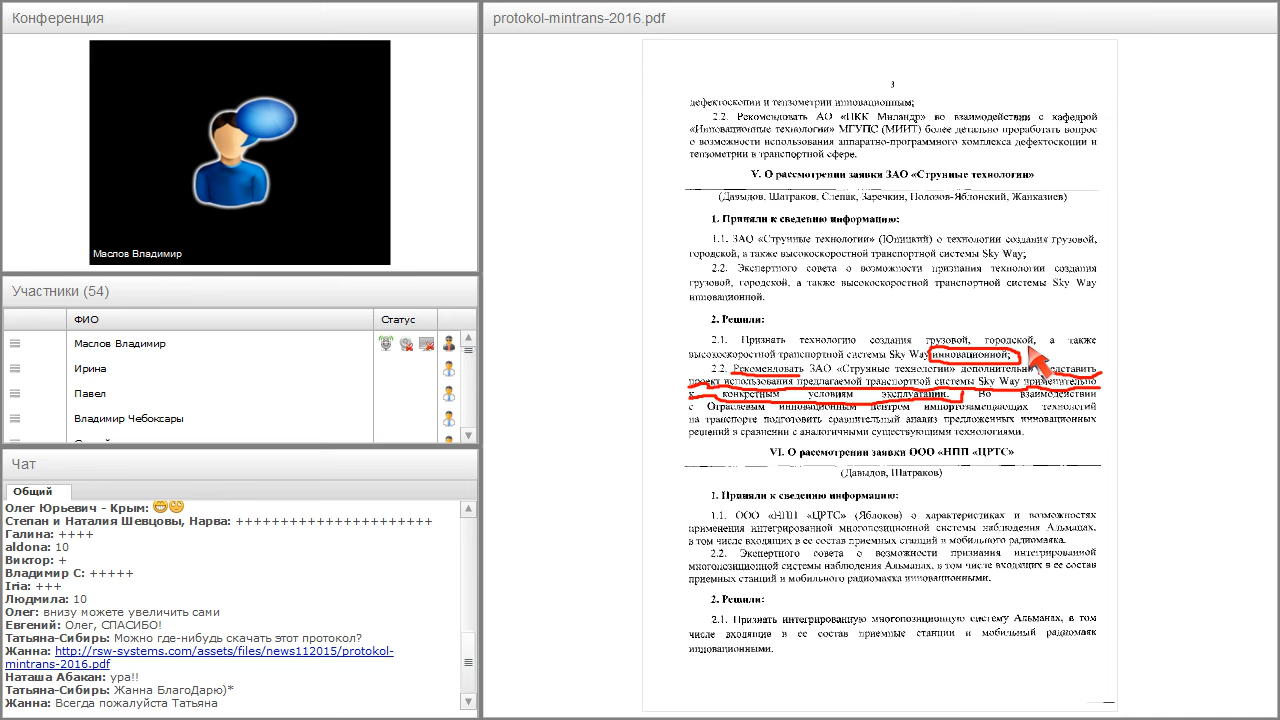 Конференция
Маслов Владимир
Участники (54)
ФИО
Статус
Маслов Владимир
Ирина
Павел
Владимир Чебоксары
Чат
Общий
Олег Юрьевич - Крым:
Степан и Наталия Шевцовы, Нарва: ++++++++++++++++++++++
Галина: ++++
aldona: 10
Виктор: +
Владимир С: +++++
Iria: +++
Людмила: 10
Олег: внизу можете увеличить сами
Евгений: Олег, СПАСИБО!
Татьяна-Сибирь: Можно где-нибудь скачать этот протокол?
Жанна: http://rsw-systems.com/assets/files/news112015/protokol-
mintrans-2016.pdf
Наташа Абакан: ура!!
Татьяна-Сибирь: Жанна БлагоДарю)*
Жанна: Всегда пожалуйста Татьяна
protokol-mintrans-2016.pdf
3
дефектоскопии и тензометрии инновационным;
2.2. Рекомендовать АО «ПКК Миландр» во взаимодействии с кафедрой
«Инновационные технологии» МГУПС (МИИТ) более детально проработать вопрос
о возможности использования аппаратно-программного комплекса дефектоскопии и
тензометрии в транспортной сфере.
V. О рассмотрении заявки ЗАО «Струнные технологии»
(Давыдов, Шатраков, Слепак, Заречкин, Полозов-Яблонский, Жанказиев)
1. Приняли к сведению информацию:
1.1. ЗАО «Струнные технологии» (Юницкий) о технологии создания грузовой,
городской, а также высокоскоростной транспортной системы Sky Way;
2.2. Экспертного совета о возможности признания технологии создания
грузовой, городской, а также высокоскоростной транспортной системы Sky Way
инновационной.
2. Решили:
2.1. Признать технологию создания грузовой, городской, а также
высокоскоростной транспортной системы Sky Way инновационной;
2.2. Рекомендовать ЗАО «Струнные технологии» дополнительно представить
проект использования предлагаемой транспортной системы Sky Way применительно
к конкретным условиям эксплуатации. Во взаимодействии
с Отраслевым инновационным центром импортозамещающих технологий
на транспорте подготовить сравнительный анализ предложенных инновационных
решений в сравнении с аналогичными существующими технологиями.
VI. О рассмотрении заявки ООО «НПП «ЦРТС»
(Давыдов, Шатраков)
1. Приняли к сведению информацию:
1.1. ООО «НПП «ЦРТС» (Яблоков) о характеристиках и возможностях
применения интегрированной многопозиционной системы наблюдения Альманах,
в том числе входящих в ее состав приемных станций и мобильного радиомаяка.
2.2. Экспертного совета о возможности признания интегрированной
многопозиционной системы наблюдения Альманах, в том числе входящих в ее состав
приемных станций и мобильного радиомаяка инновационными.
2. Решили:
2.1. Признать интегрированную многопозиционную систему Альманах, в том
числе входящие в ее состав приемные станции и мобильный радиомаяк
инновационными.